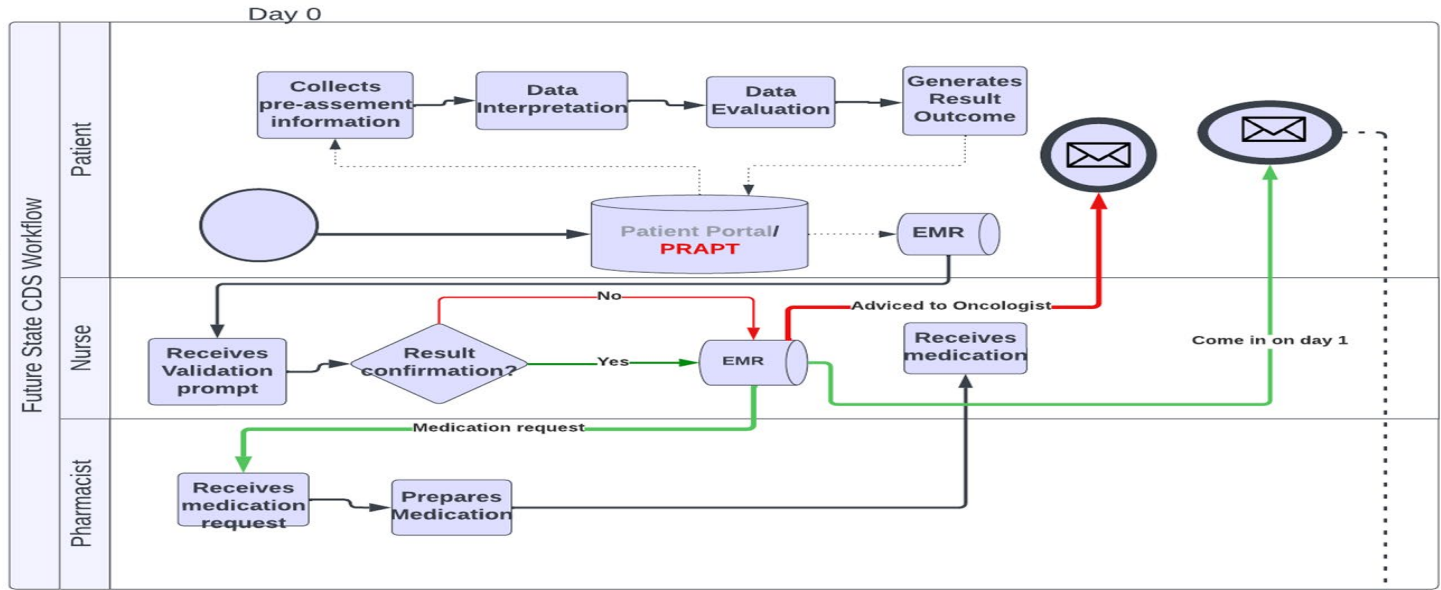 Day 0
Future State CDS Workflow
Patient
Collects
pre-assement
information
Data
Interpretation
Data
Evaluation
Generates
Result
Outcome
Patient Portal/
PRAPT
EMR
Nurse
Receives
Validation
prompt
Result
confirmation?
No
Yes
EMR
Adviced to Oncologist
Receives
medication
Come in on day 1
Pharmacist
Medication request
Receives
medication
request
Prepares
Medication